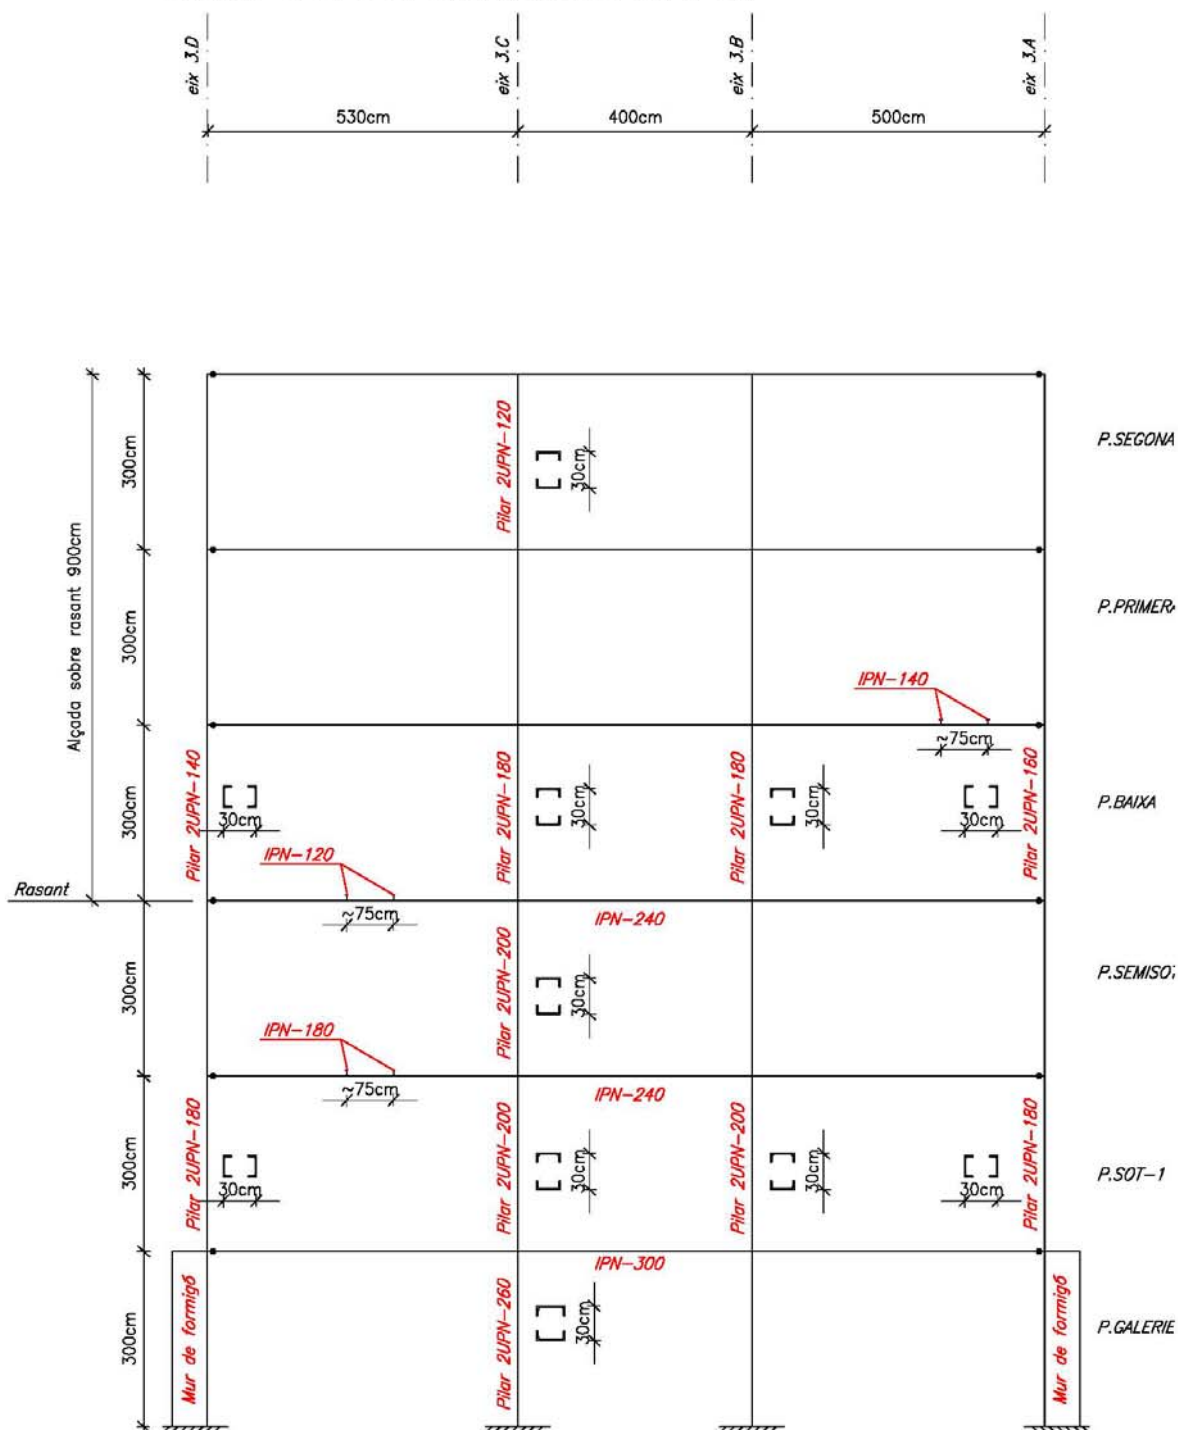 eix 3.D
eix 3.C
eix 3.B
eix 3.A
530cm
400cm
500cm
Alçada sobre rasant 900cm
300cm
Pilar 2UPN-120
30cm
P.SEGONA
300cm
P.PRIMERA
IPN-140
~75cm
300cm
Pilar 2UPN-140
30cm
Pilar 2UPN-180
30cm
Pilar 2UPN-180
30cm
30cm
Pilar 2UPN-160
P.BAIXA
IPN-120
~75cm
Rasant
IPN-240
300cm
Pilar 2UPN-200
30cm
P.SEMISOT
IPN-180
~75cm
IPN-240
300cm
Pilar 2UPN-180
30cm
Pilar 2UPN-200
30cm
Pilar 2UPN-200
30cm
30cm
Pilar 2UPN-180
P.SOT-1
IPN-300
300cm
Mur de formigó
Pilar 2UPN-260
30cm
Mur de formigó
P.GALERIE